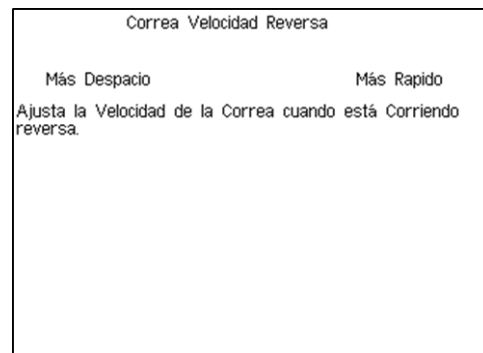 Correa Velocidad Reversa
Más Despacio Más Rapido
Ajusta la Velocidad de la Correa cuando está Corriendo
reversa.